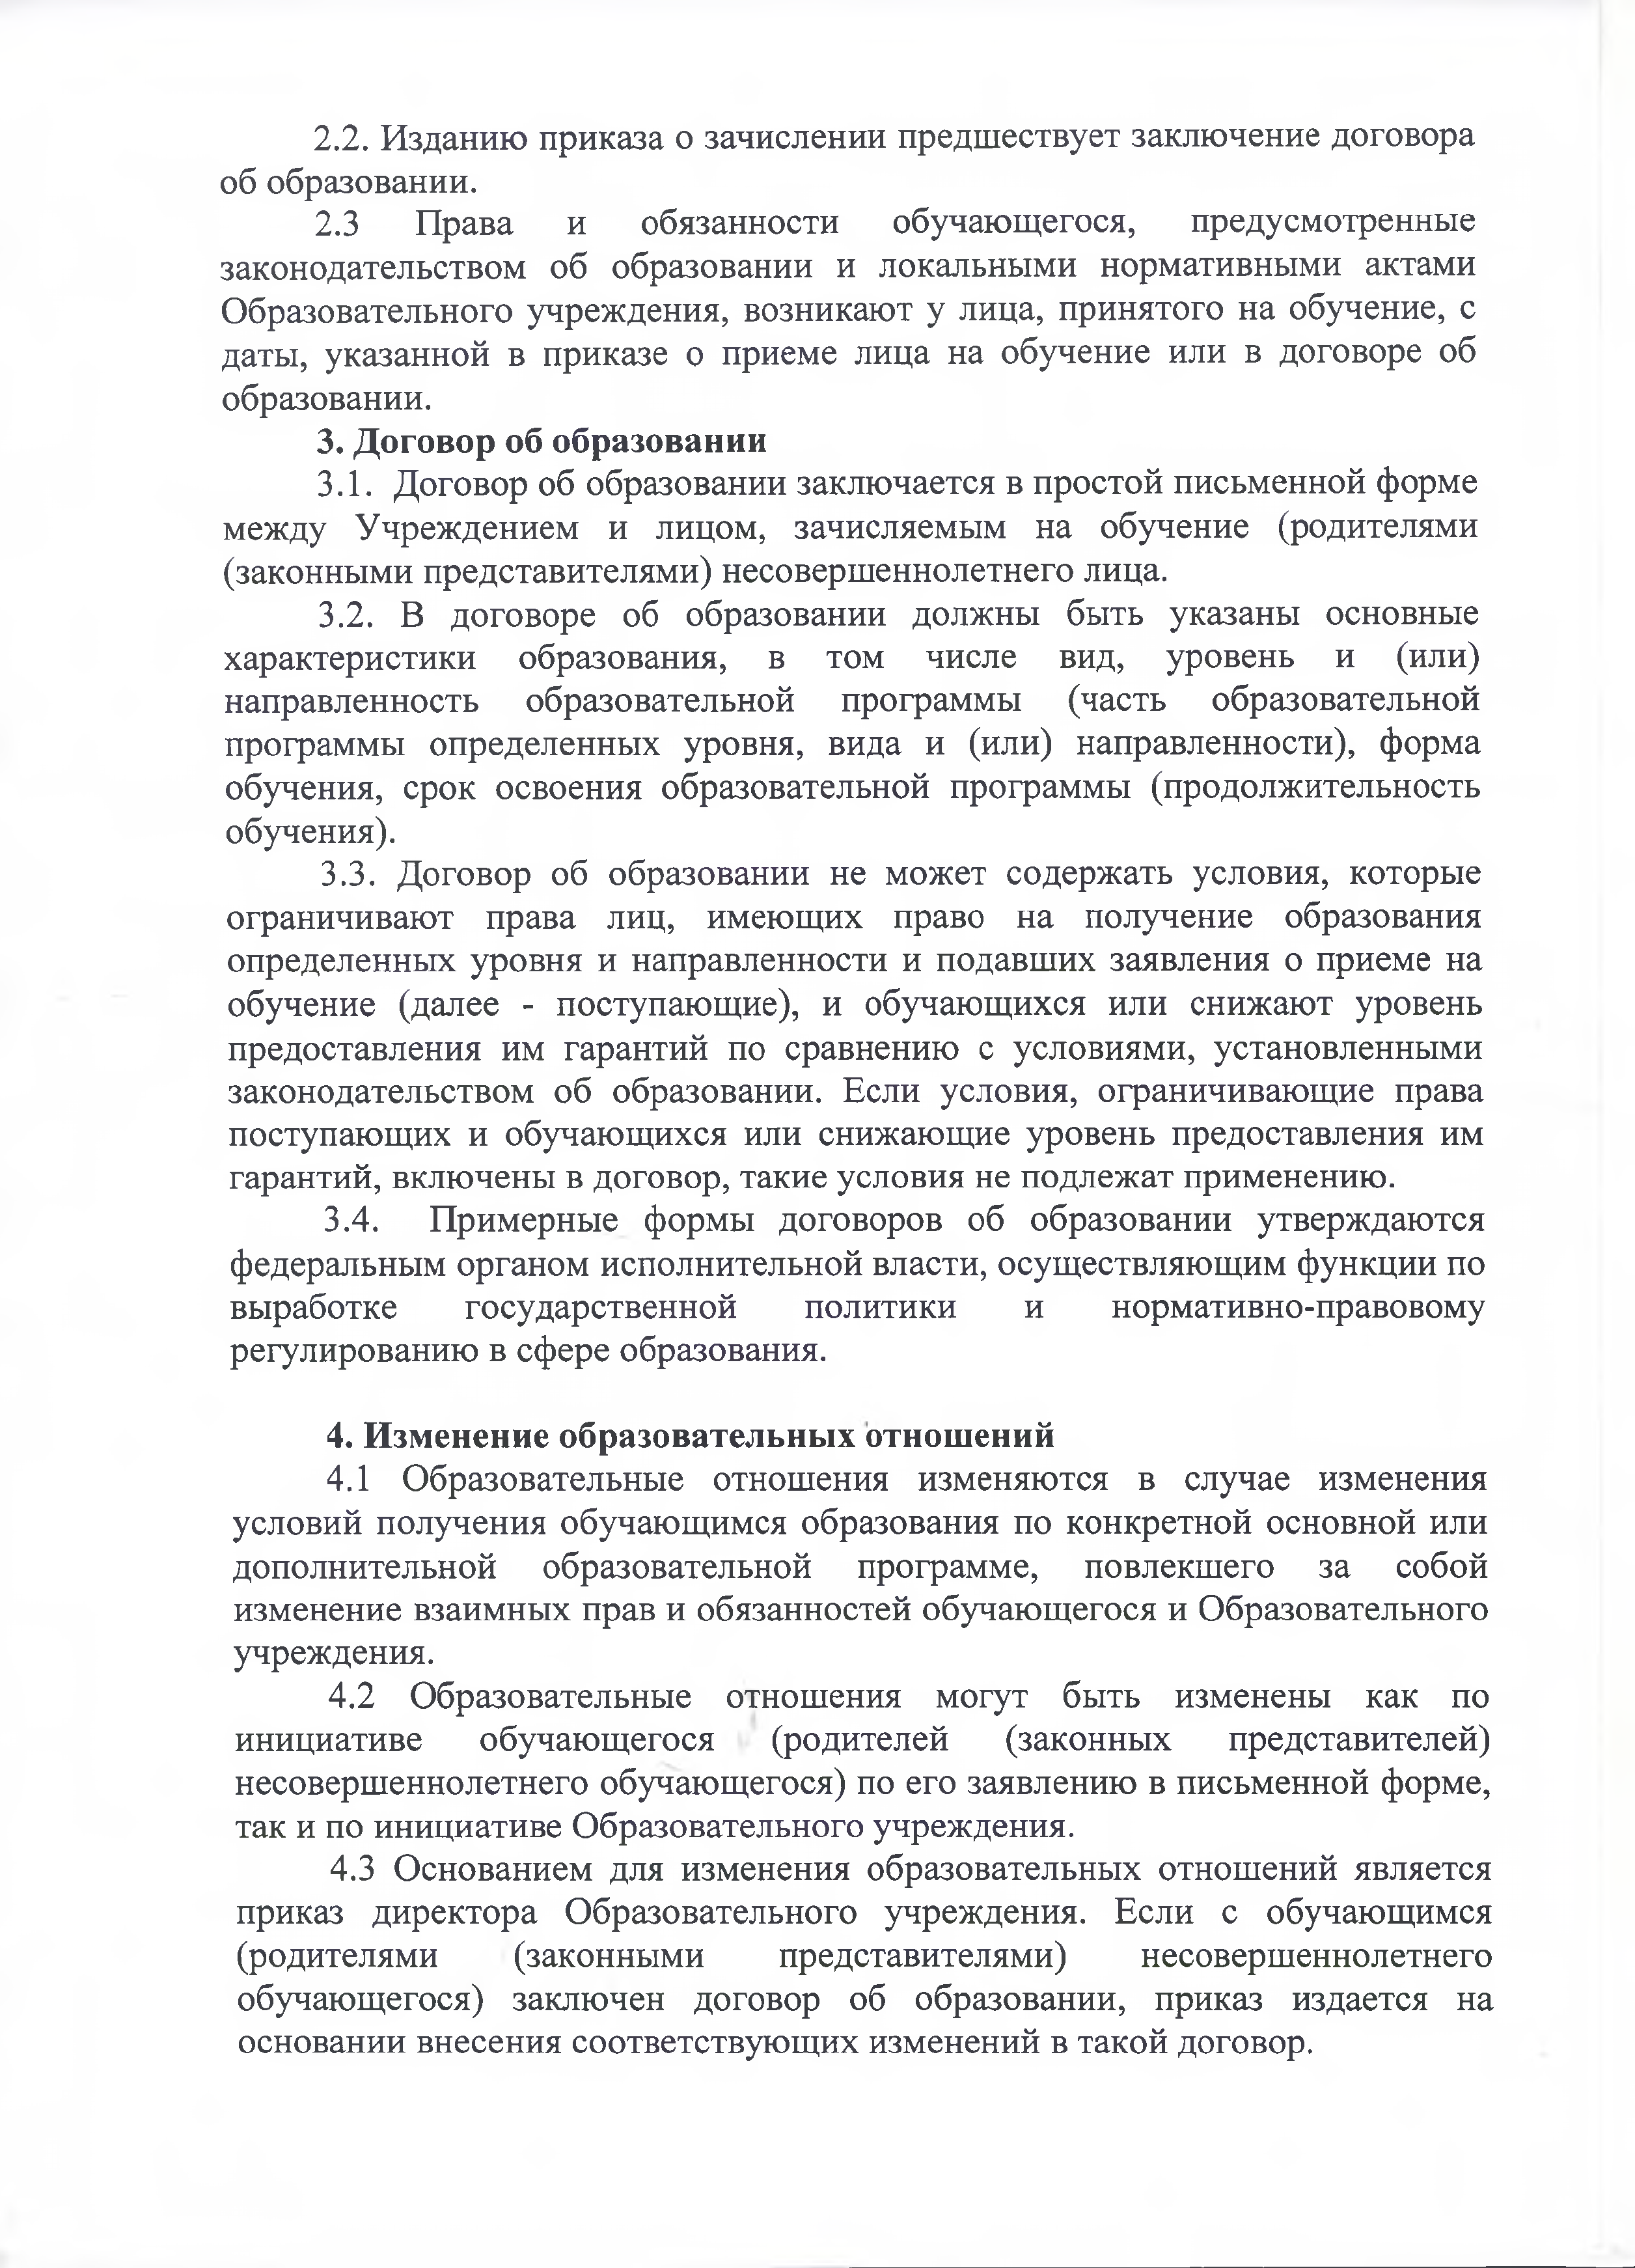 2.2. Изданию приказа о зачислении предшествует заключение договора
об образовании.
2.3 Права и обязанности обучающегося, предусмотренные
законодательством об образовании и локальными нормативными актами
Образовательного учреждения, возникают у лица, принятого на обучение, с
даты, указанной в приказе о приеме лица на обучение или в договоре об
образовании.
3. Договор об образовании
3.1. Договор об образовании заключается в простой письменной форме
между Учреждением и лицом, зачисляемым на обучение (родителями
(законными представителями) несовершеннолетнего лица.
3.2. В договоре об образовании должны быть указаны основные
характеристики образования, в том числе вид, уровень и (или)
направленность образовательной программы (часть образовательной
программы определенных уровня, вида и (или) направленности), форма
обучения, срок освоения образовательной программы (продолжительность
обучения).
3.3. Договор об образовании не может содержать условия, которые
ограничивают права лиц, имеющих право на получение образования
определенных уровня и направленности и подавших заявления о приеме на
обучение (далее - поступающие), и обучающихся или снижают уровень
предоставления им гарантий по сравнению с условиями, установленными
законодательством об образовании. Если условия, ограничивающие права
поступающих и обучающихся или снижающие уровень предоставления им
гарантий, включены в договор, такие условия не подлежат применению.
3.4. Примерные формы договоров об образовании утверждаются
федеральным органом исполнительной власти, осуществляющим функции по
выработке государственной политики и нормативно-правовому
регулированию в сфере образования.
4. Изменение образовательных отношений
4.1 Образовательные отношения изменяются в случае изменения
условий получения обучающимся образования по конкретной основной или
дополнительной образовательной программе, повлекшего за собой
изменение взаимных прав и обязанностей обучающегося и Образовательного
учреждения.
4.2 Образовательные отношения могут быть изменены как по
инициативе обучающегося (родителей (законных представителей)
несовершеннолетнего обучающегося) по его заявлению в письменной форме,
так и по инициативе Образовательного учреждения.
4.3 Основанием для изменения образовательных отношений является
приказ директора Образовательного учреждения. Если с обучающимся
(родителями (законными представителями) несовершеннолетнего
обучающегося) заключен договор об образовании, приказ издается на
основании внесения соответствующих изменений в такой договор.